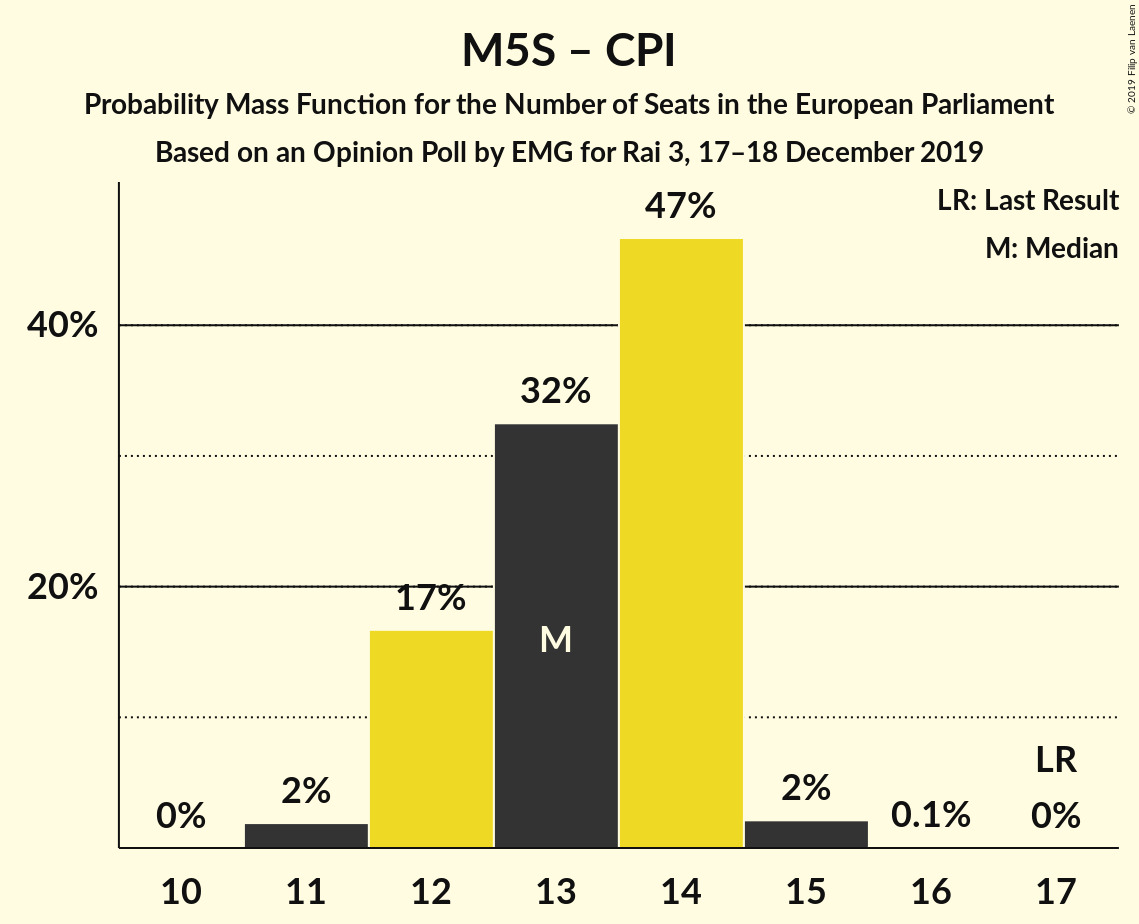 M5S – CPI
Probability Mass Function for the Number of Seats in the European Parliament
Based on an Opinion Poll by EMG for Rai 3, 17–18 December 2019
© 2019 Filip van Laenen
LR: Last Result
M: Median
40%
20%
0%
2%
17%
32%
M
47%
2%
0.1%
LR
0%
10 11 12 13 14 15 16 17